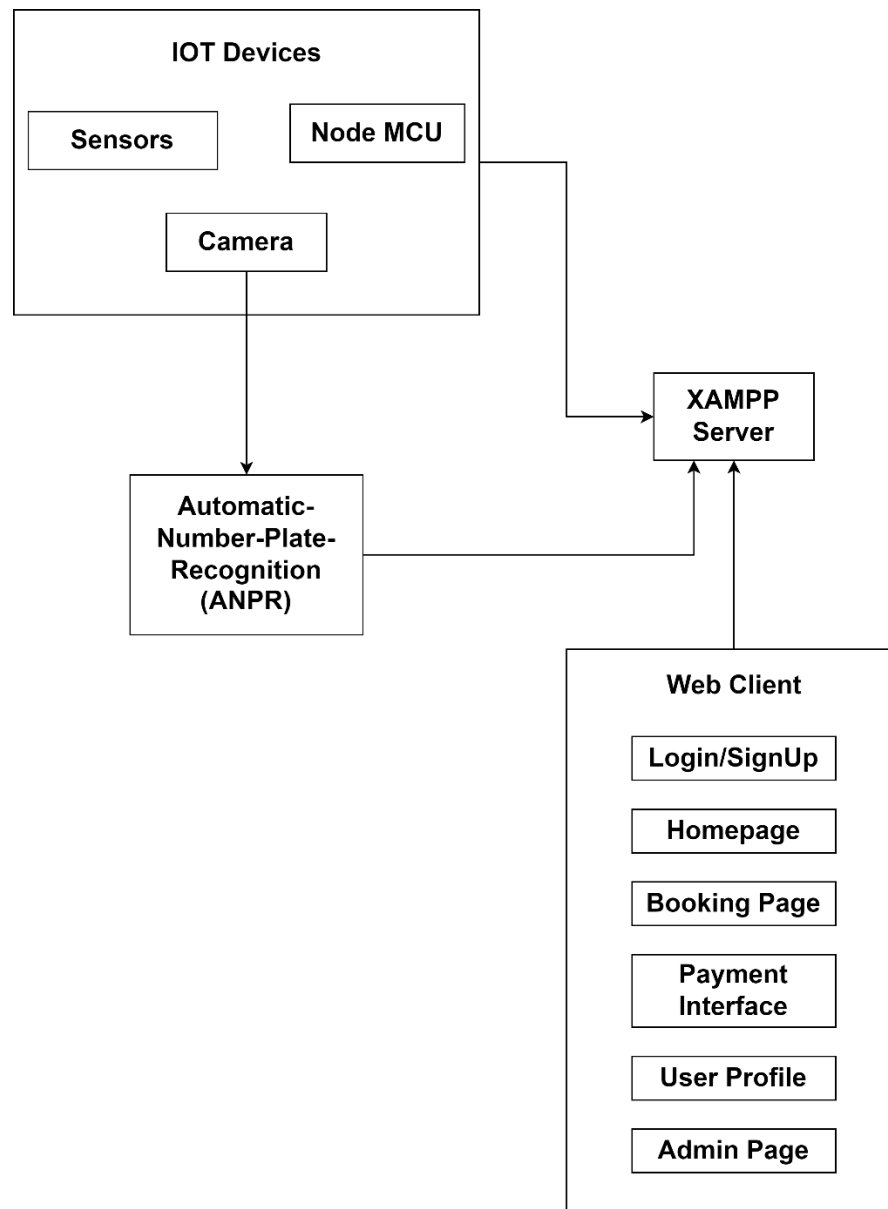 IOT Devices
Sensors
Node MCU
Camera
XAMPP
Server
Automatic-
Number-Plate-
Recognition
(ANPR)
Web Client
Login/SignUp
Homepage
Booking Page
Payment
Interface
User Profile
Admin Page